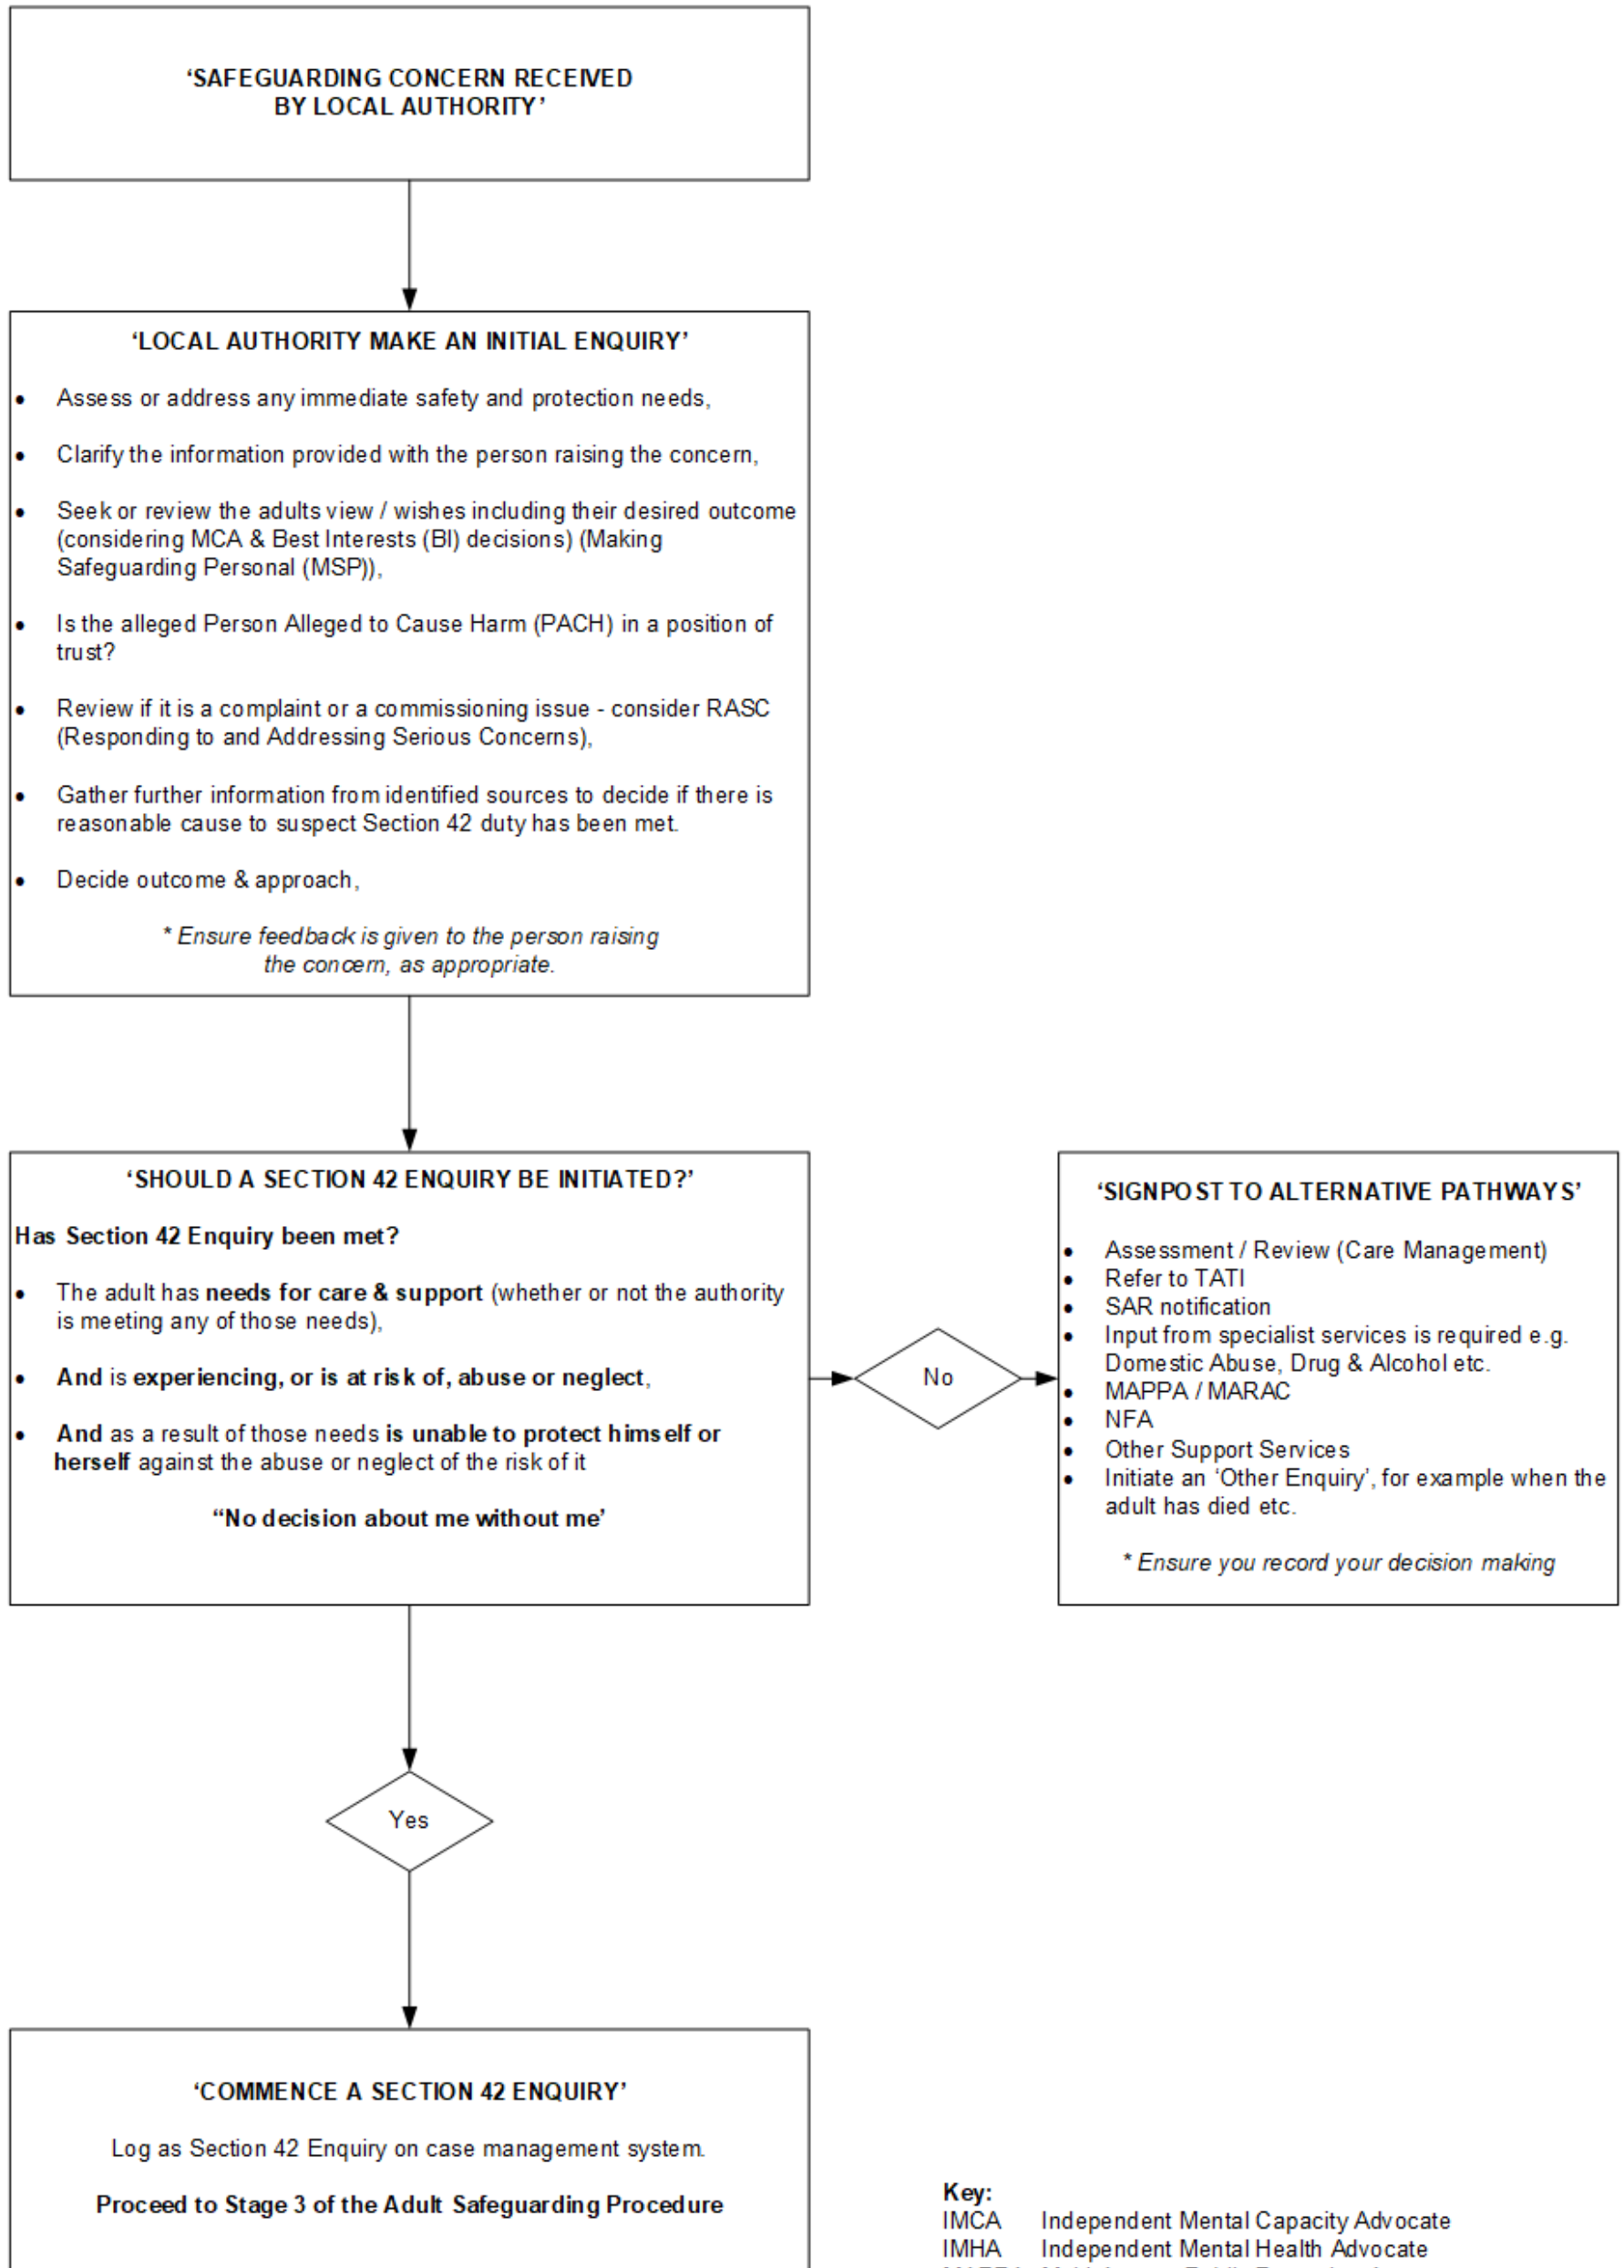 ‘SAFEGUARDING CONCERN RECEIVED
BY LOCAL AUTHORITY’
‘LOCAL AUTHORITY MAKE AN INITIAL ENQUIRY’
• Assess or address any immediate safety and protection needs,
• Clarify the information provided with the person raising the concern,
• Seek or review the adults view / wishes including their desired outcome
(considering MCA & Best Interests (BI) decisions) (Making
Safeguarding Personal (MSP)),
• Is the alleged Person Alleged to Cause Harm (PACH) in a position of
trust?
• Review if it is a complaint or a commissioning issue - consider RASC
(Responding to and Addressing Serious Concerns),
• Gather further information from identified sources to decide if there is
reasonable cause to suspect Section 42 duty has been met.
• Decide outcome & approach,
* Ensure feedback is given to the person raising
the concern, as appropriate.
‘SHOULD A SECTION 42 ENQUIRY BE INITIATED?’
Has Section 42 Enquiry been met?
• The adult has needs for care & support (whether or not the authority
is meeting any of those needs),
• And is experiencing, or is at risk of, abuse or neglect,
• And as a result of those needs is unable to protect himself or
herself against the abuse or neglect of the risk of it
“No decision about me without me’
No
‘SIGNPOST TO ALTERNATIVE PATHWAYS’
• Assessment / Review (Care Management)
• Refer to TATI
• SAR notification
• Input from specialist services is required e.g.
Domestic Abuse, Drug & Alcohol etc.
• MAPPA / MARAC
• NFA
• Other Support Services
• Initiate an ‘Other Enquiry’, for example when the
adult has died etc.
* Ensure you record your decision making
Yes
‘COMMENCE A SECTION 42 ENQUIRY’
Log as Section 42 Enquiry on case management system.
Proceed to Stage 3 of the Adult Safeguarding Procedure
Key:
IMCA Independent Mental Capacity Advocate
IMHA Independent Mental Health Advocate